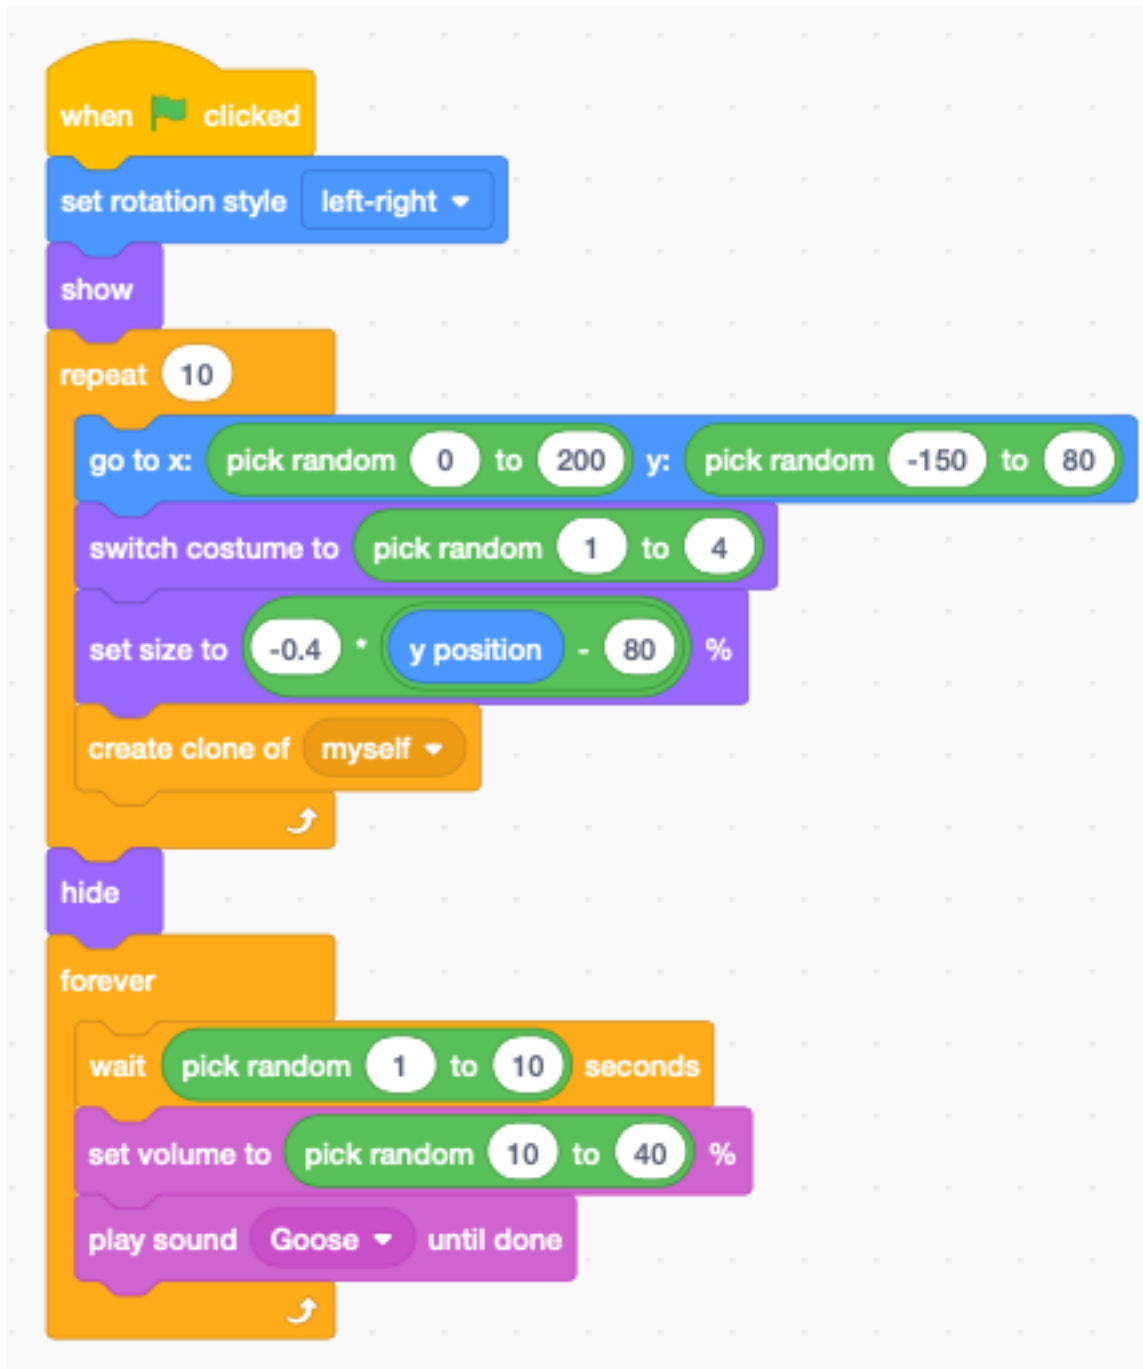 when clicked
set rotation style left-right
show
repeat 10
go to x: pick random 0 to 200 y: pick random -150 to 80
switch costume to pick random 1 to 4
set size to -0.4 * y position - 80 %
create clone of myself
hide
forever
wait pick random 1 to 10 seconds
set volume to pick random 10 to 40 %
play sound Goose until done